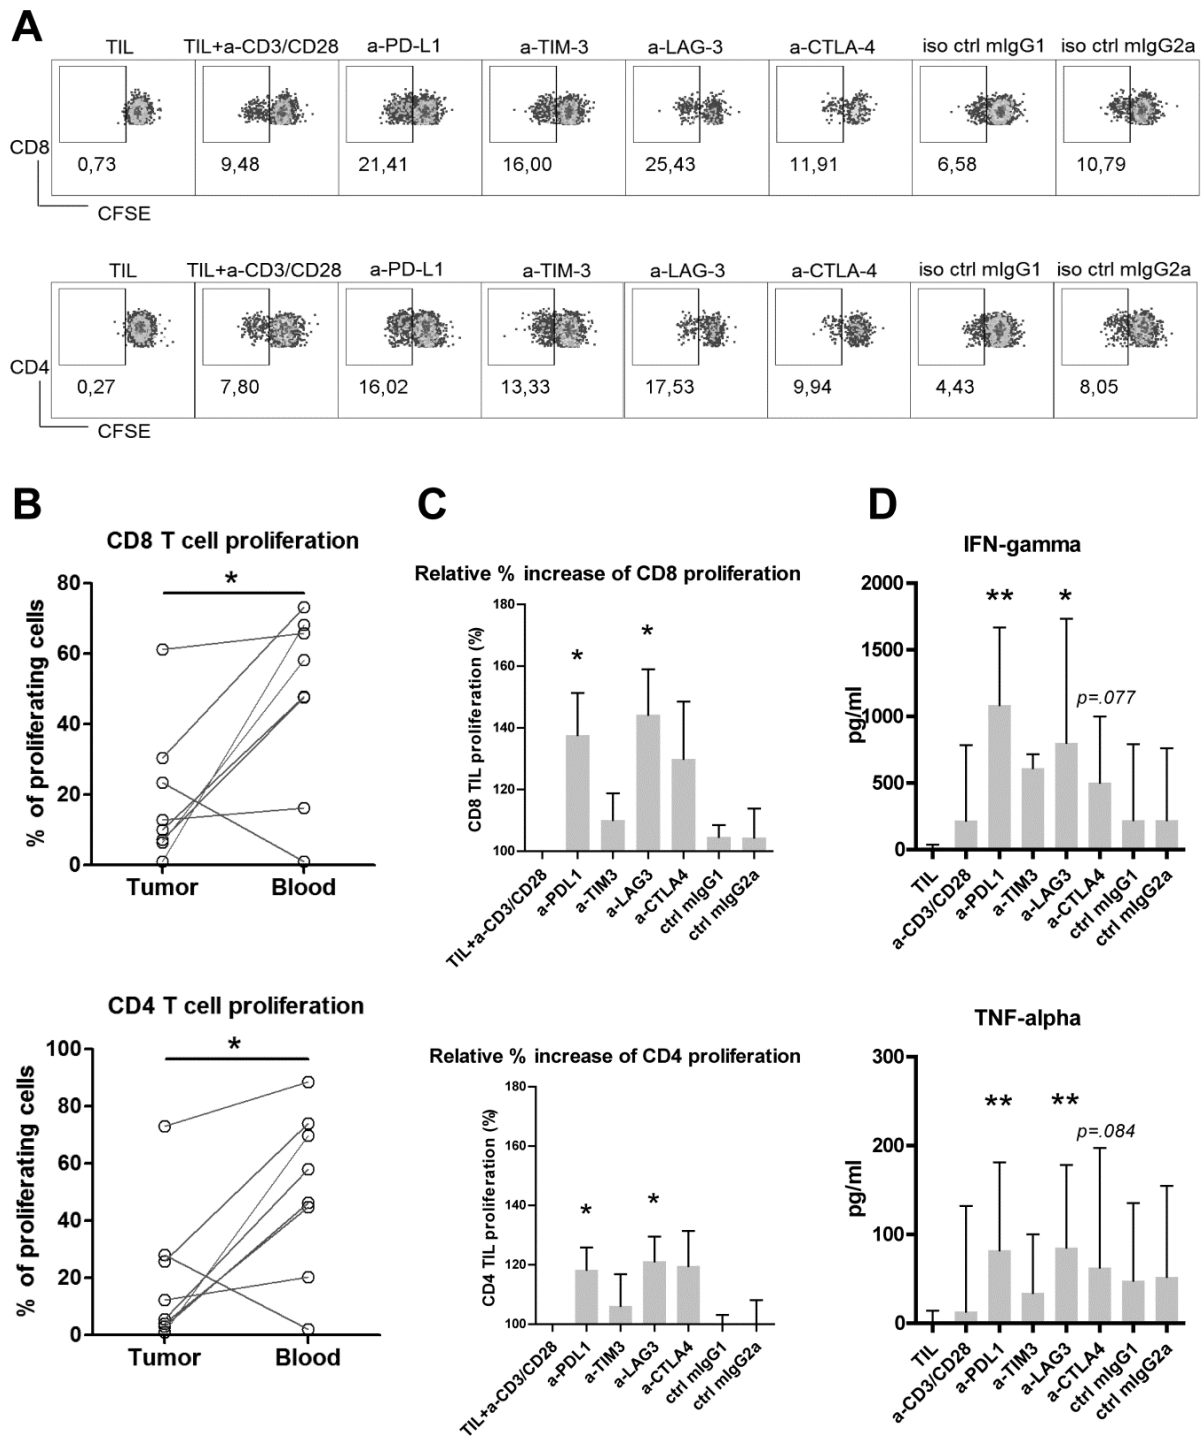 A
TIL TIL+a-CD3/CD28 a-PD-L1 a-TIM-3 a-LAG-3 a-CTLA-4 iso ctrl mIgG1 iso ctrl mIgG2a
CD8
0,73 9,48 21,41 16,00 25,43 11,91 6,58 10,79
CFSE
TIL TIL+a-CD3/CD28 a-PD-L1 a-TIM-3 a-LAG-3 a-CTLA-4 iso ctrl mIgG1 iso ctrl mIgG2a
CD4
0,27 7,80 16,02 13,33 17,53 9,94 4,43 8,05
CFSE
B
CD8 T cell proliferation
% of proliferating cells
80
60
40
20
0
*
Tumor Blood
CD4 T cell proliferation
% of proliferating cells
100
80
60
40
20
0
*
Tumor Blood
C
Relative % increase of CD8 proliferation
CD8 TIL proliferation (%)
180
160
140
120
100
* *
TIL+a-CD3/CD28 a-PDL1 a-TIM3 a-LAG3 a-CTLA4 ctrl mIgG1 ctrl mIgG2a
Relative % increase of CD4 proliferation
CD4 TIL proliferation (%)
180
160
140
120
100
* *
TIL+a-CD3/CD28 a-PDL1 a-TIM3 a-LAG3 a-CTLA4 ctrl mIgG1 ctrl mIgG2a
D
IFN-gamma
pg/ml
2000
1500
1000
500
0
** * p=.077
TIL a-CD3/CD28 a-PDL1 a-TIM3 a-LAG3 a-CTLA4 ctrl mIgG1 ctrl mIgG2a
TNF-alpha
pg/ml
300
200
100
0
** ** p=.084
TIL a-CD3/CD28 a-PDL1 a-TIM3 a-LAG3 a-CTLA4 ctrl mIgG1 ctrl mIgG2a